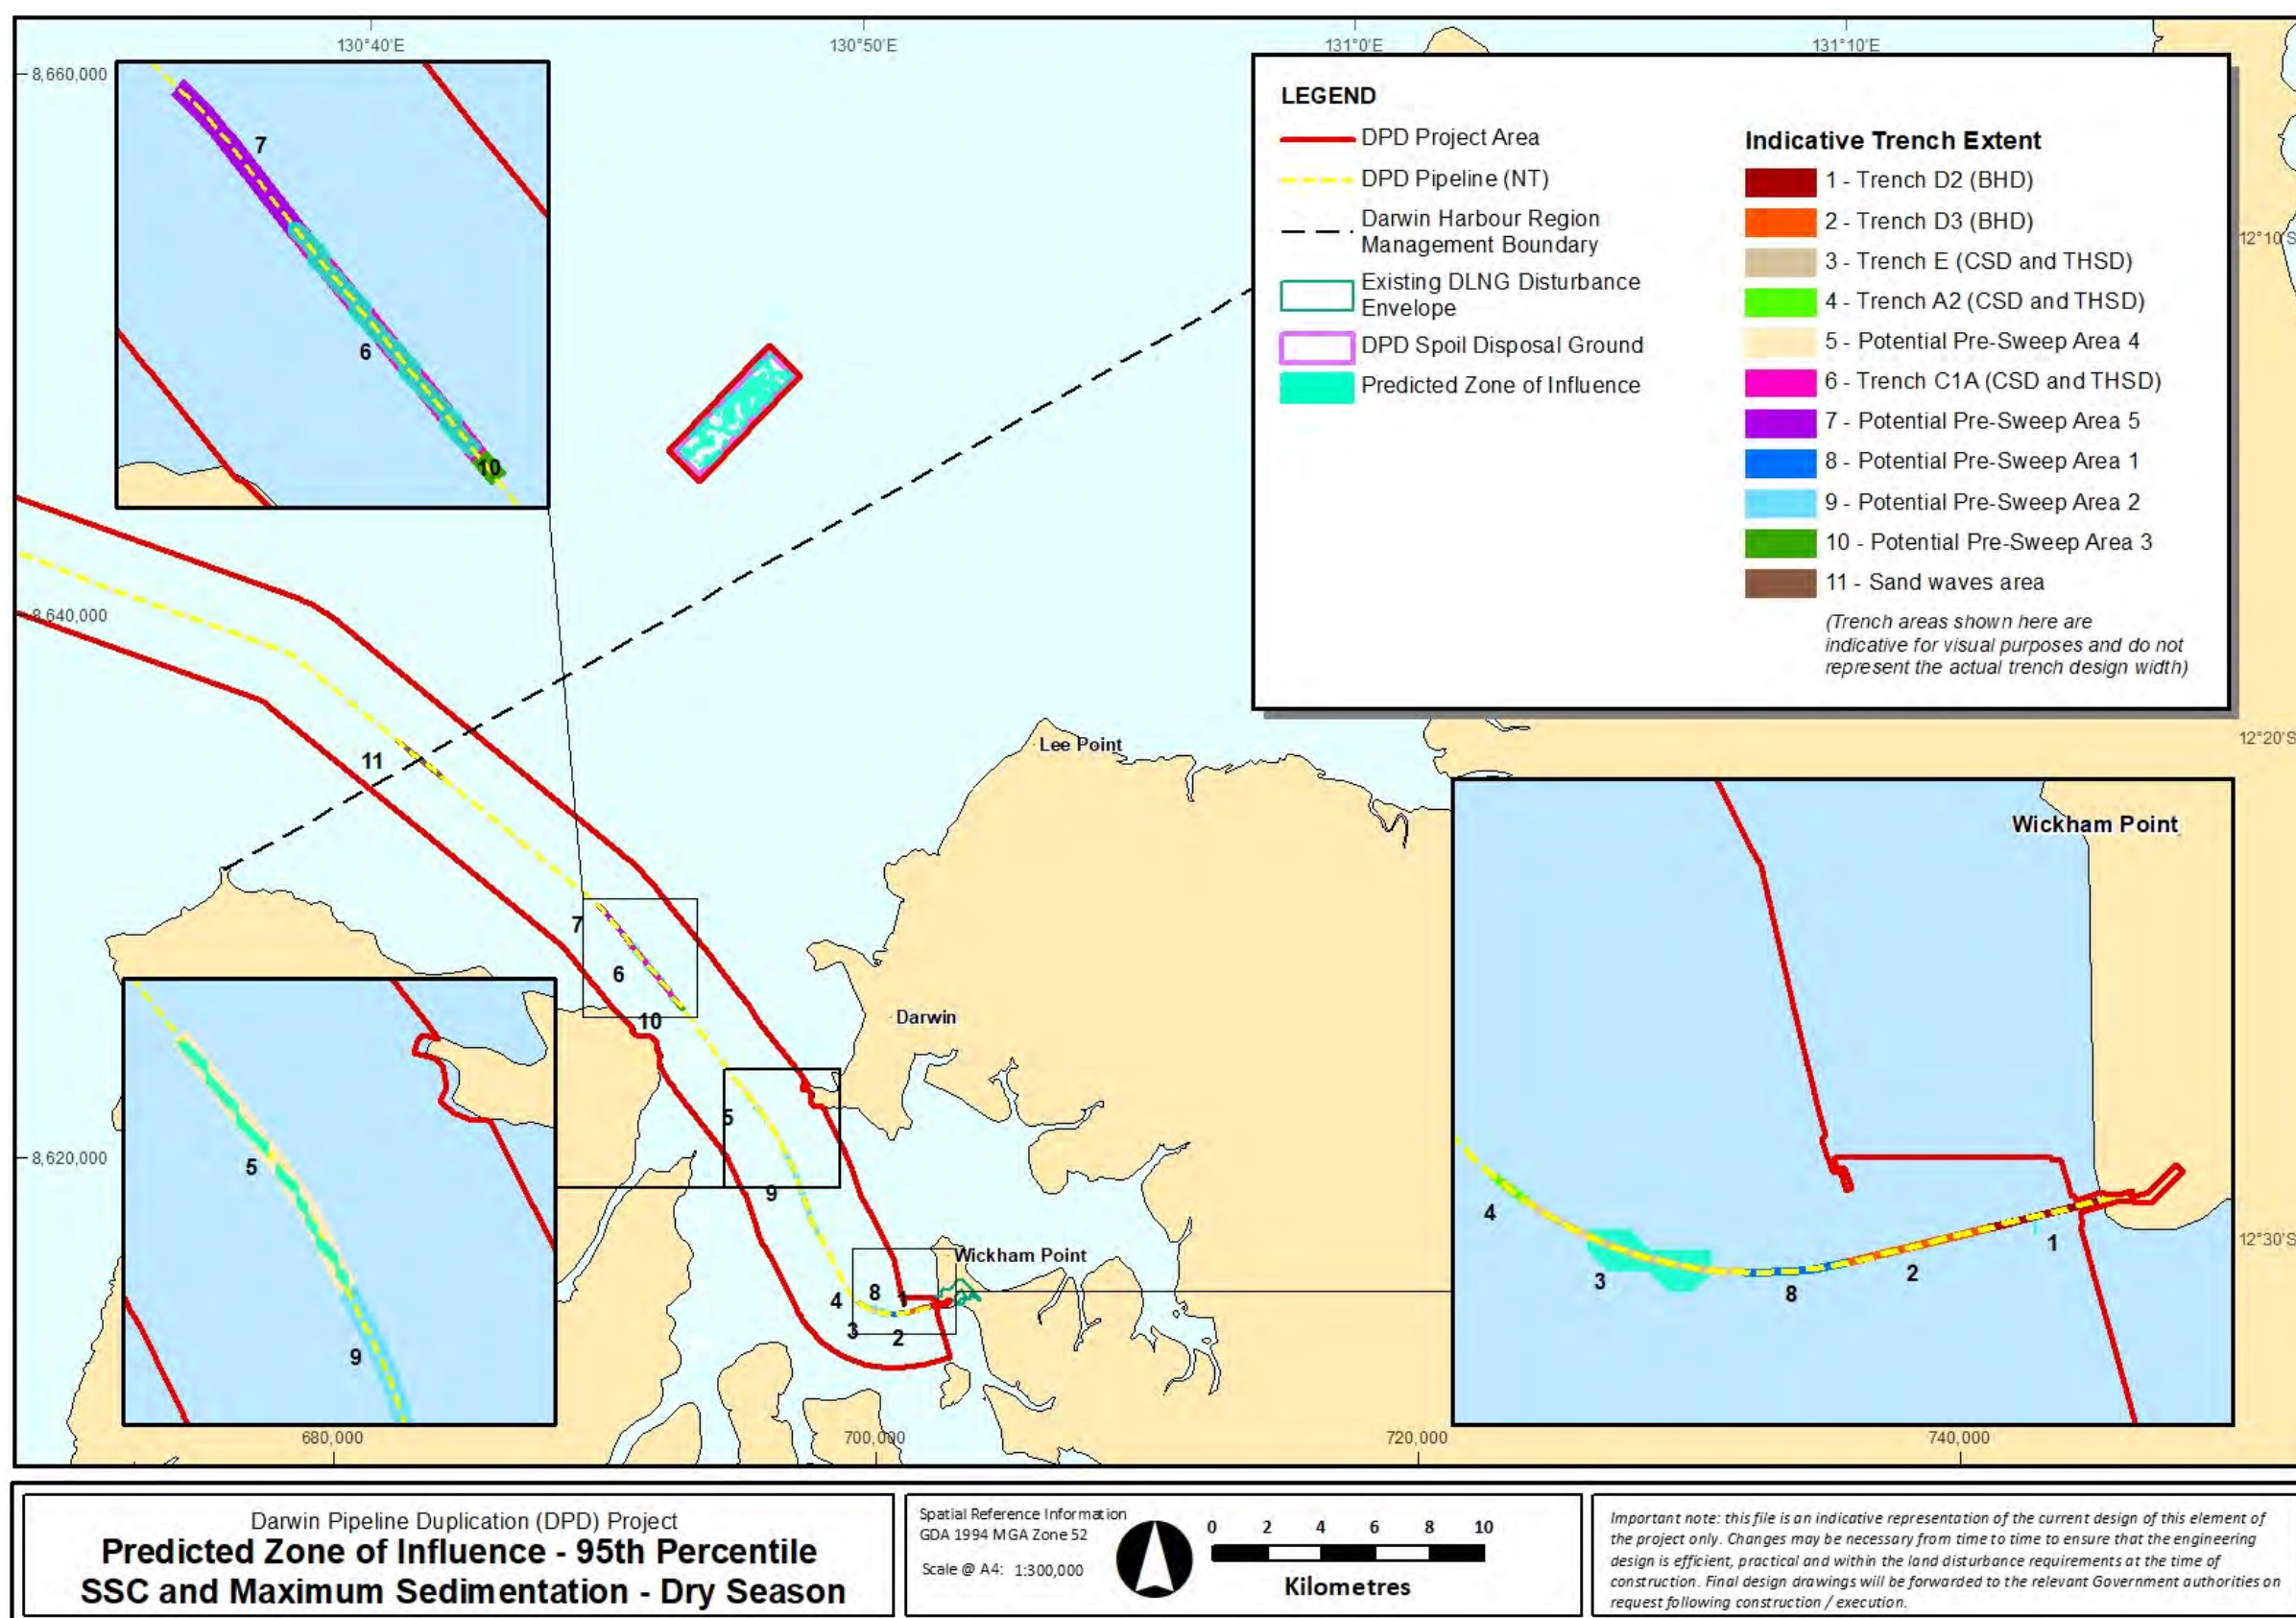 130°40'E
130°50'E
131°0'E
131°10'E
8,660,000
8,640,000
8,620,000
12°10'S
12°20'S
12°30'S
680,000
700,000
720,000
740,000
7
6
10
LEGEND
DPD Project Area
DPD Pipeline (NT)
Darwin Harbour Region
Management Boundary
Existing DLNG Disturbance
Envelope
DPD Spoil Disposal Ground
Predicted Zone of Influence
Indicative Trench Extent
1 - Trench D2 (BHD)
2 - Trench D3 (BHD)
3 - Trench E (CSD and THSD)
4 - Trench A2 (CSD and THSD)
5 - Potential Pre-Sweep Area 4
6 - Trench C1A (CSD and THSD)
7 - Potential Pre-Sweep Area 5
8 - Potential Pre-Sweep Area 1
9 - Potential Pre-Sweep Area 2
10 - Potential Pre-Sweep Area 3
11 - Sand waves area
(Trench areas shown here are
indicative for visual purposes and do not
represent the actual trench design width)
Lee Point
11
7
6
10
Darwin
5
9
Wickham Point
8
1
4
3
2
5
9
Wickham Point
4
3
8
2
1
Darwin Pipeline Duplication (DPD) Project
Predicted Zone of Influence - 95th Percentile
SSC and Maximum Sedimentation - Dry Season
Spatial Reference Information
GDA 1994 MGA Zone 52
Scale @ A4: 1:300,000
0 2 4 6 8 10
Kilometres
Important note: this file is an indicative representation of the current design of this element of
the project only. Changes may be necessary from time to time to ensure that the engineering
design is efficient, practical and within the land disturbance requirements at the time of
construction. Final design drawings will be forwarded to the relevant Government authorities on
request following construction / execution.